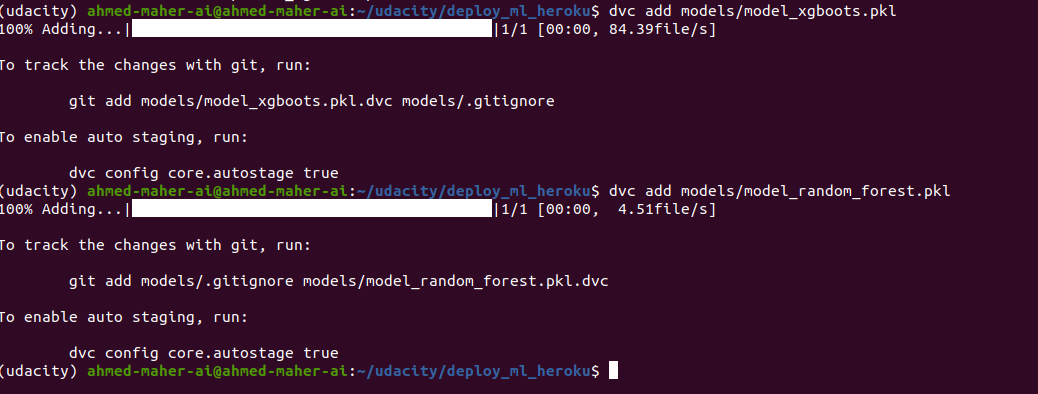 (udacity) ahmed-maher-ai@ahmed-maher-ai:~/udacity/deploy_ml_heroku$ dvc add models/model_xgboots.pkl
100% Adding...| |1/1 [00:00, 84.39file/s]
To track the changes with git, run:
git add models/model_xgboots.pkl.dvc models/.gitignore
To enable auto staging, run:
dvc config core.autostage true
(udacity) ahmed-maher-ai@ahmed-maher-ai:~/udacity/deploy_ml_heroku$ dvc add models/model_random_forest.pkl
100% Adding...| |1/1 [00:00, 4.51file/s]
To track the changes with git, run:
git add models/.gitignore models/model_random_forest.pkl.dvc
To enable auto staging, run:
dvc config core.autostage true
(udacity) ahmed-maher-ai@ahmed-maher-ai:~/udacity/deploy_ml_heroku$